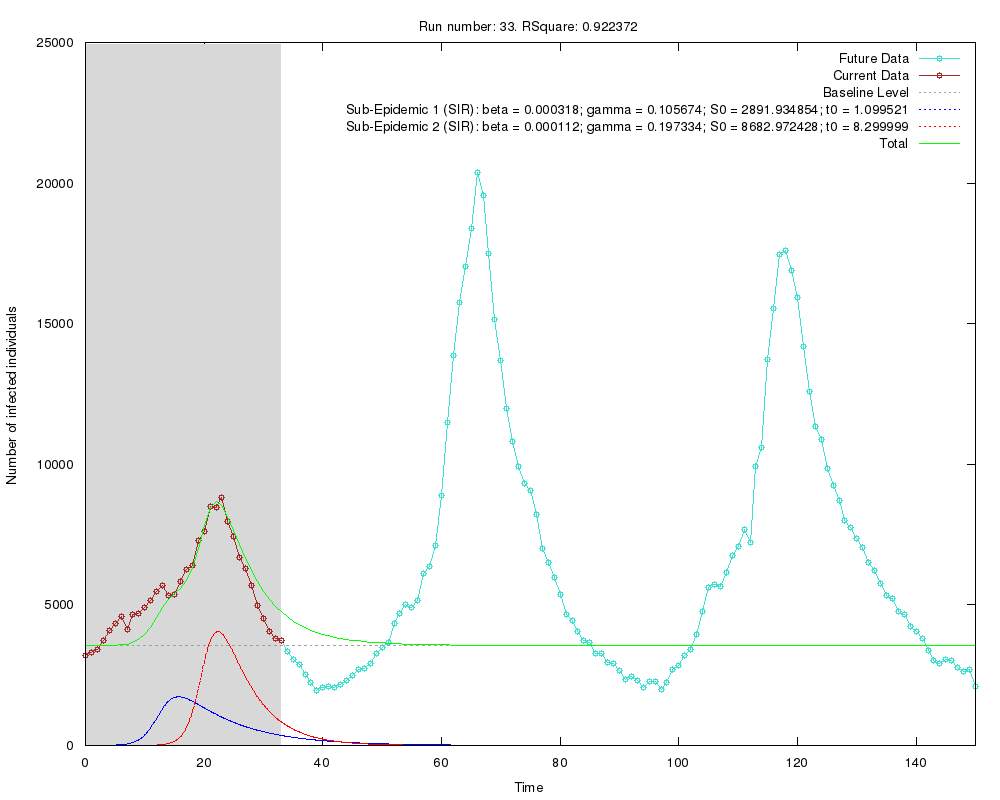 Run number: 33. RSquare: 0.922372
25000
20000
15000
10000
5000
0
Number of infected individuals
Future Data
Current Data
Baseline Level
Sub-Epidemic 1 (SIR): beta = 0.000318; gamma = 0.105674; S0 = 2891.934854; t0 = 1.099521
Sub-Epidemic 2 (SIR): beta = 0.000112; gamma = 0.197334; S0 = 8682.972428; t0 = 8.299999
Total
0 20 40 60 80 100 120 140
Time